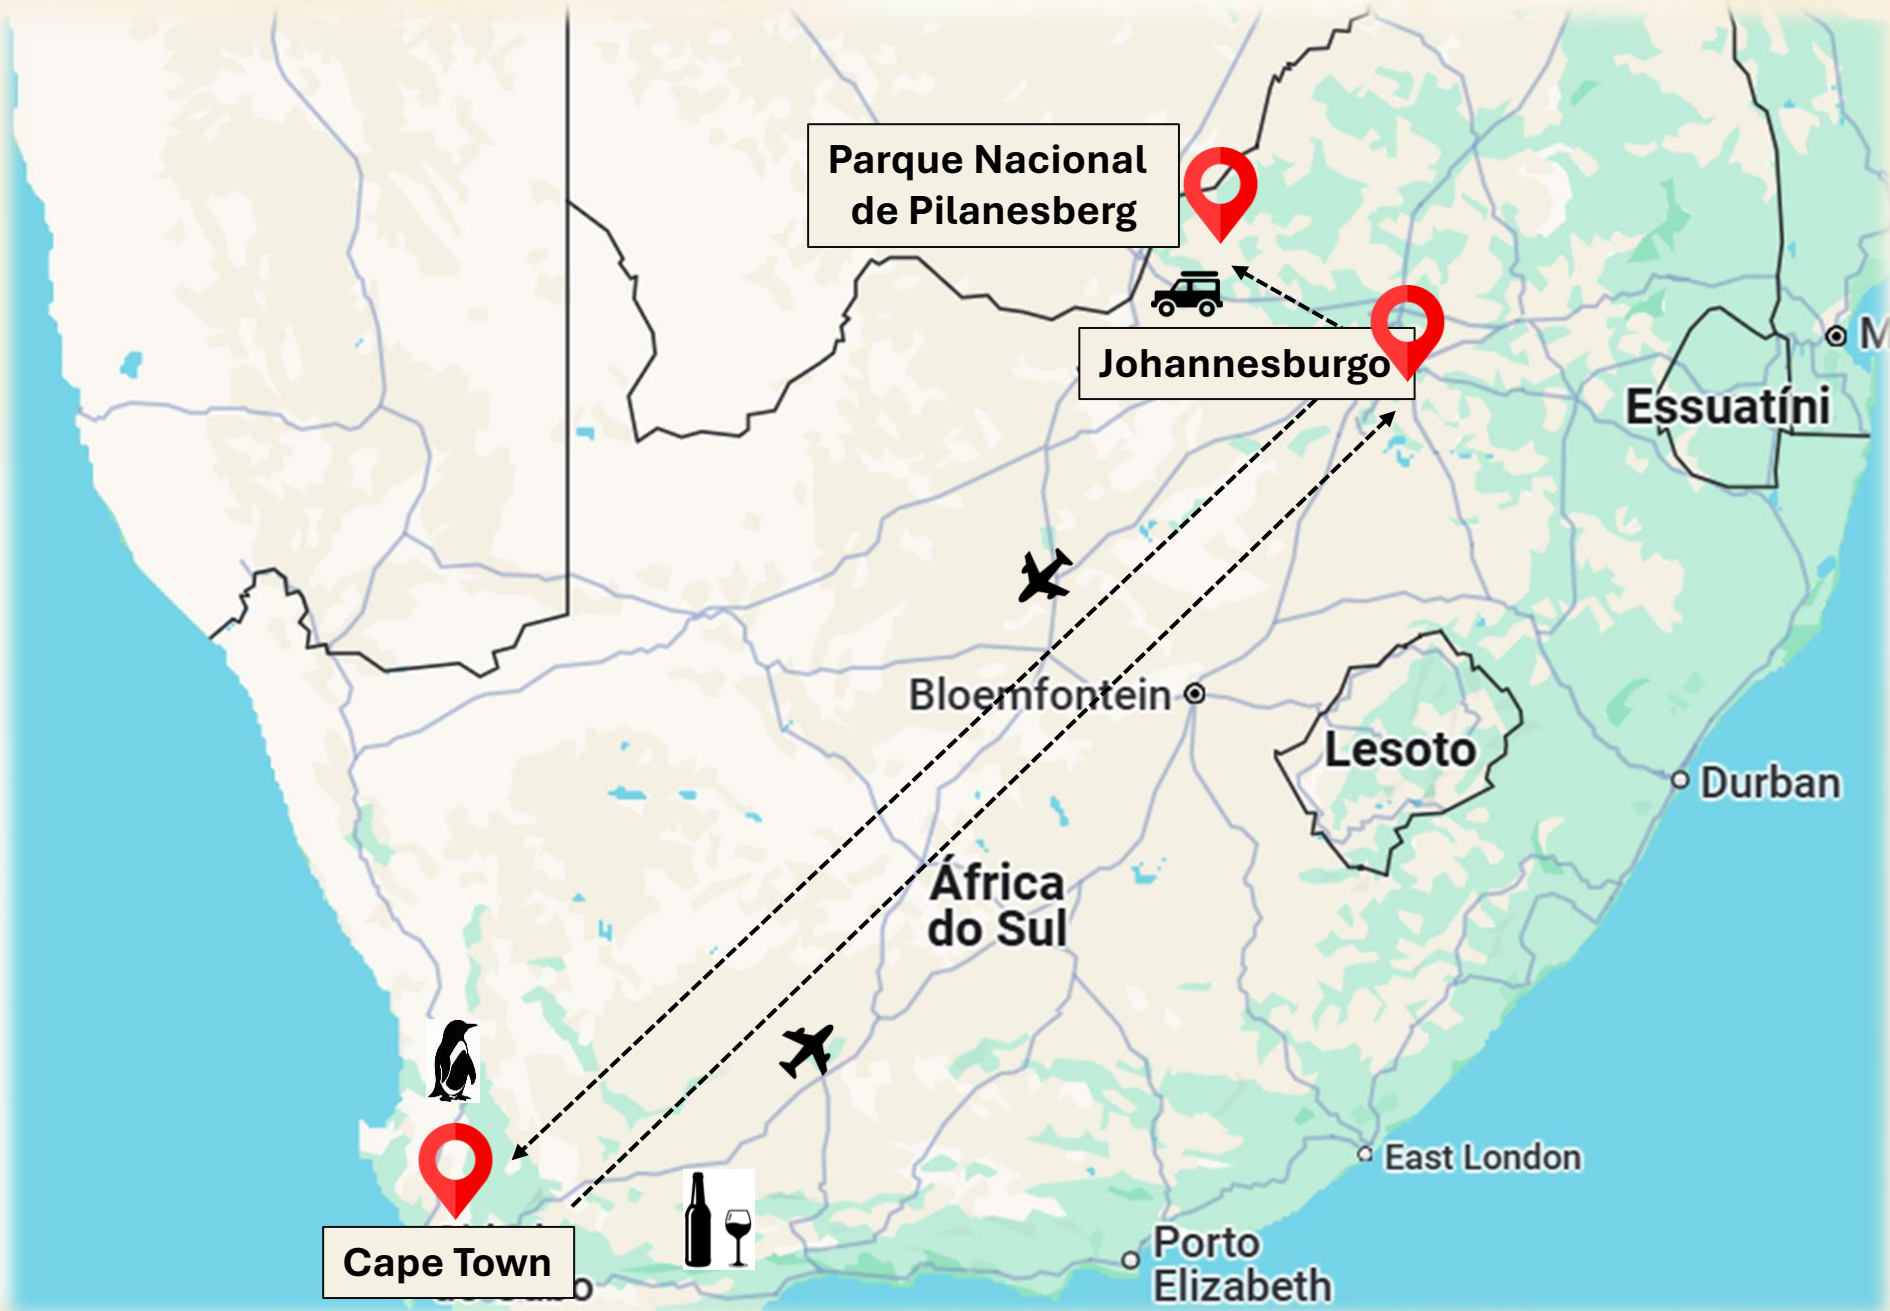 Parque Nacional
de Pilanesberg
Johannesburgo
M
Essuatíni
Bloemfontein
Lesoto
Durban
África
do Sul
East London
Porto
Elizabeth
Cape Town